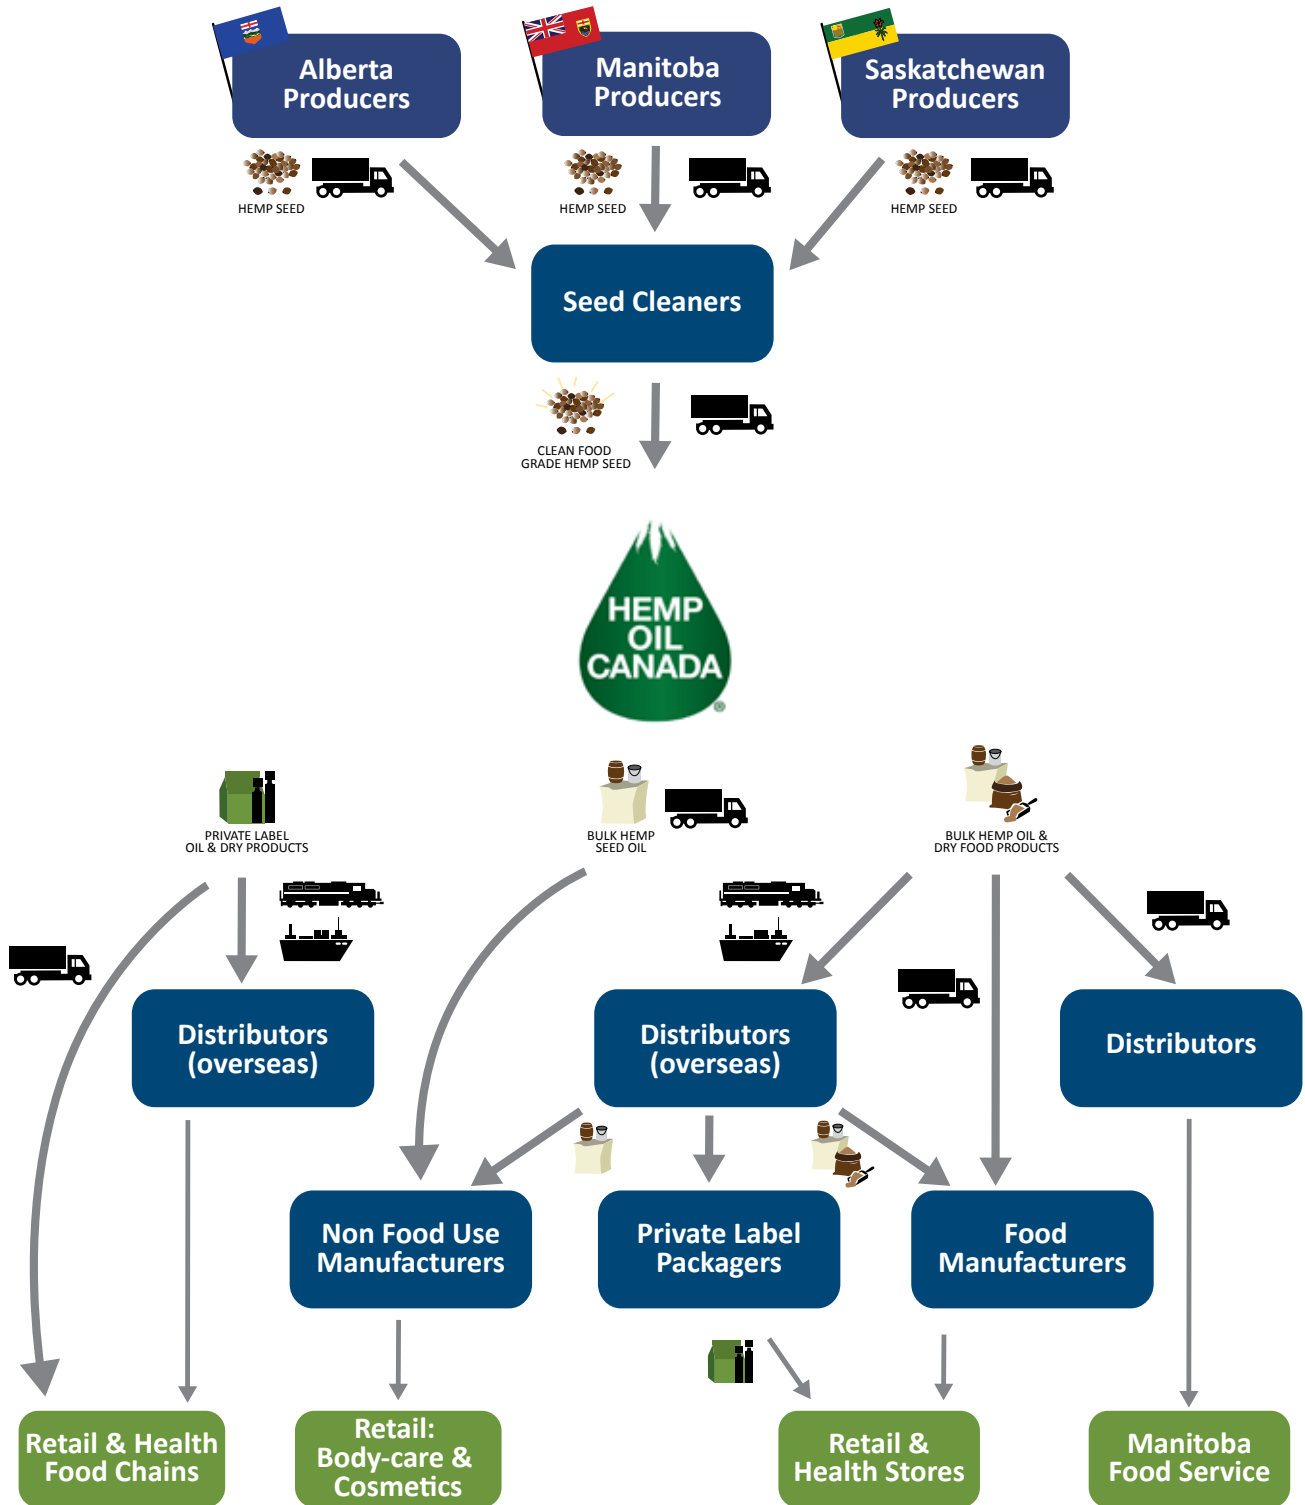 Alberta
Producers
Manitoba
Producers
Saskatchewan
Producers
HEMP SEED
HEMP SEED
HEMP SEED
Seed Cleaners
CLEAN FOOD
GRADE HEMP SEED
HEMP
OIL
CANADA
®
PRIVATE LABEL
OIL & DRY PRODUCTS
BULK HEMP
SEED OIL
BULK HEMP OIL &
DRY FOOD PRODUCTS
Distributors
(overseas)
Distributors
(overseas)
Distributors
Non Food Use
Manufacturers
Private Label
Packagers
Food
Manufacturers
Retail & Health
Food Chains
Retail:
Body-care &
Cosmetics
Retail &
Health Stores
Manitoba
Food Service